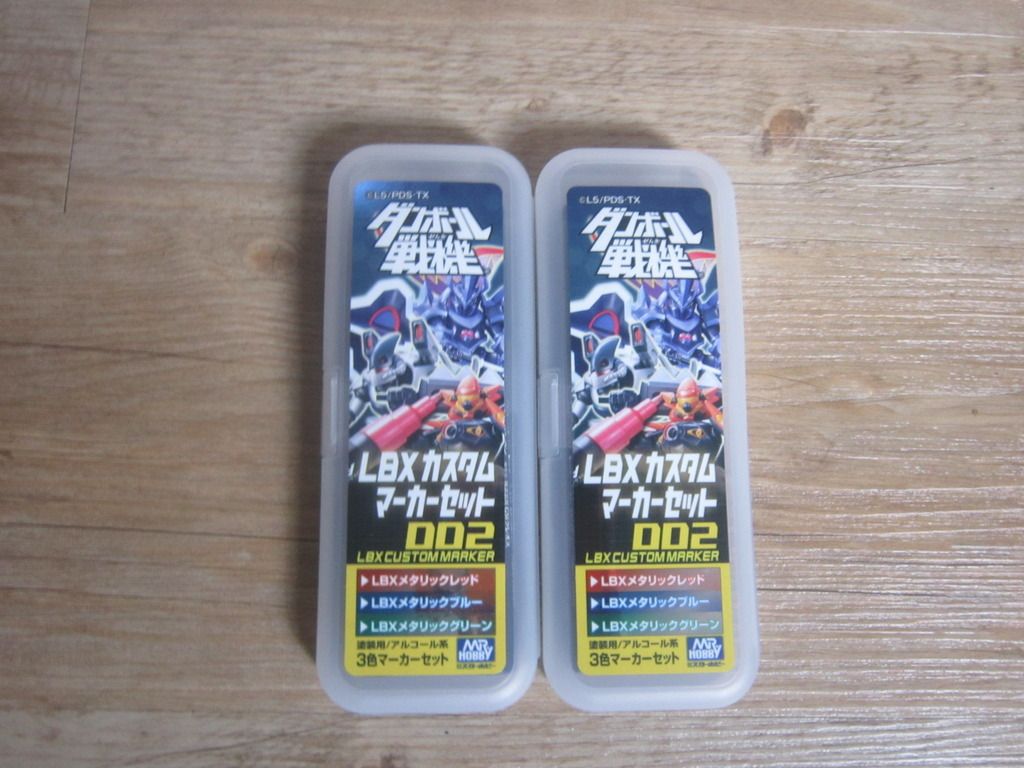 ©L5/PDS·TX
ダンボール
せんき
戦機
LBXカスタム
マーカーセット
002
LBX CUSTOM MARKER
▶LBXメタリックレッド
▶LBXメタリックブルー
▶LBXメタリックグリーン
塗装用/アルコール系
3色マーカーセット
MR.
HOBBY
©L5/PDS·TX
ダンボール
せんき
戦機
LBXカスタム
マーカーセット
002
LBX CUSTOM MARKER
▶LBXメタリックレッド
▶LBXメタリックブルー
▶LBXメタリックグリーン
塗装用/アルコール系
3色マーカーセット
MR.
HOBBY